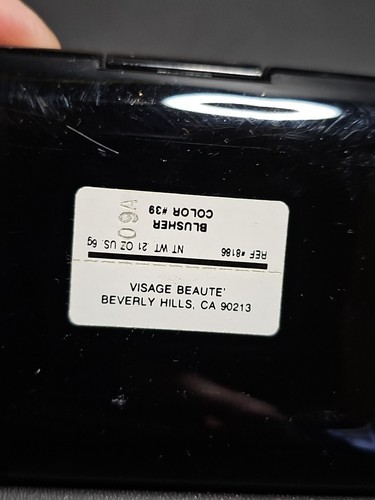 BLUSHER
COLOR #39
09A
REF #8186 NT WT .21 OZ US. 6g
VISAGE BEAUTE'
BEVERLY HILLS, CA 90213